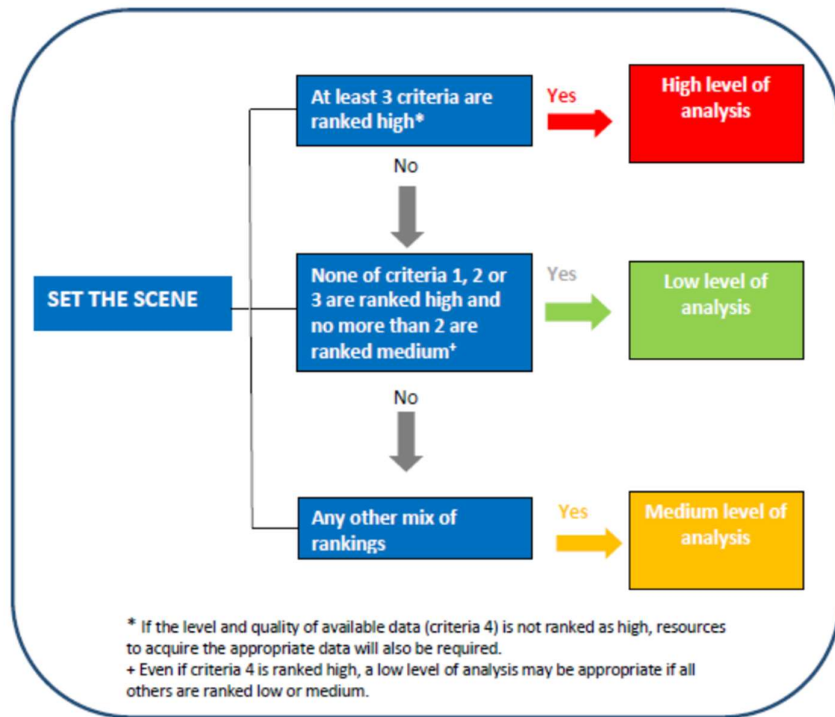 At least 3 criteria are
ranked high*
Yes
High level of
analysis
No
SET THE SCENE
None of criteria 1, 2 or
3 are ranked high and
no more than 2 are
ranked medium⁺
Yes
Low level of
analysis
No
Any other mix of
rankings
Yes
Medium level of
analysis
* If the level and quality of available data (criteria 4) is not ranked as high, resources
to acquire the appropriate data will also be required.
+ Even if criteria 4 is ranked high, a low level of analysis may be appropriate if all
others are ranked low or medium.